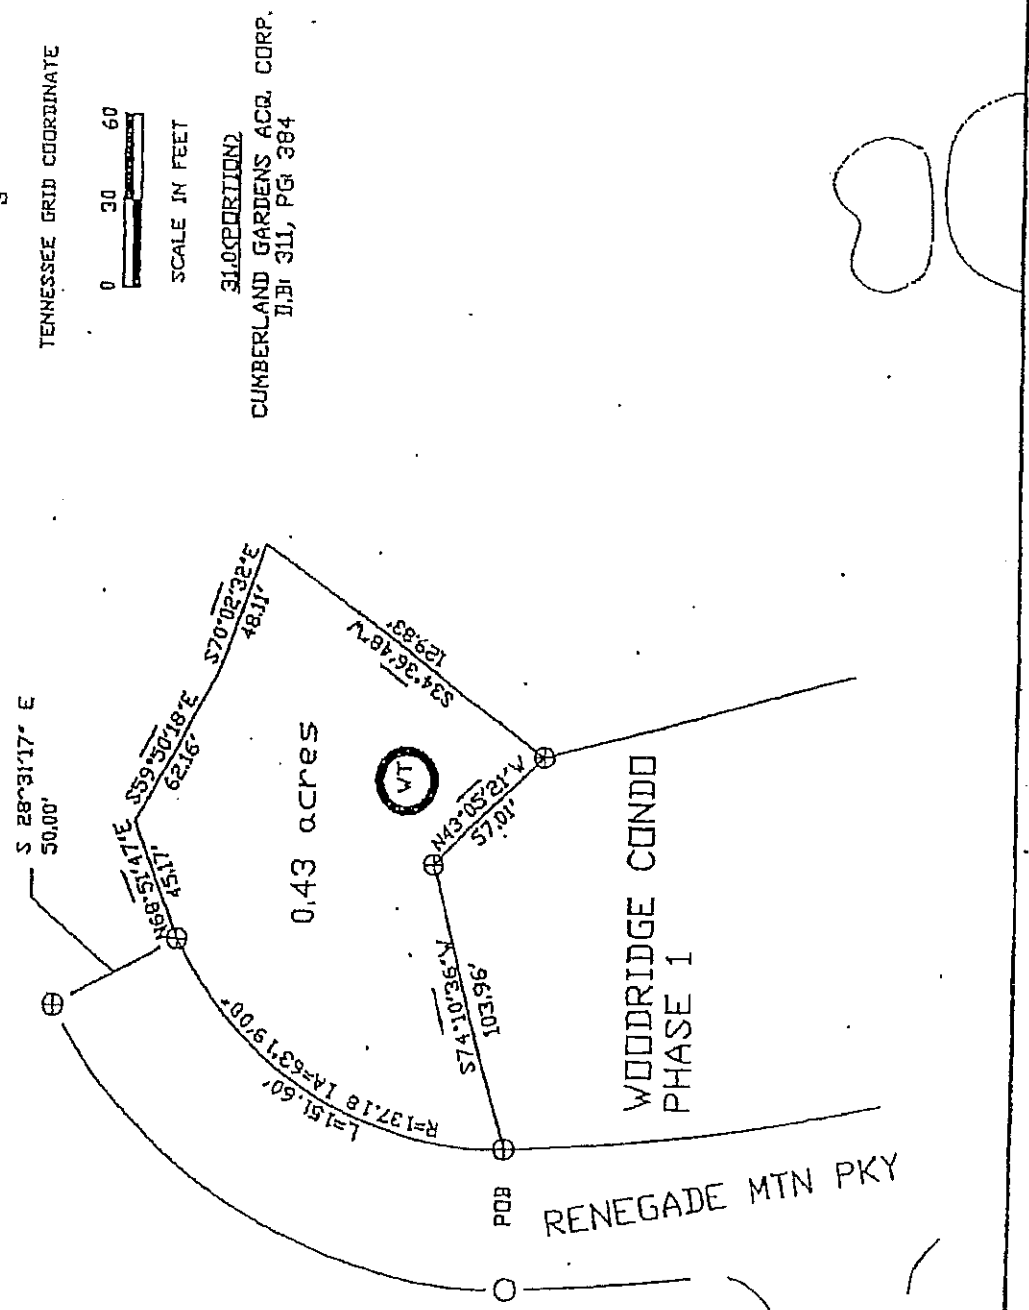 TENNESSEE GRID COORDINATE
0 30 60
SCALE IN FEET
31.0(PORTION)
CUMBERLAND GARDENS ACQ. CORP.
D.B: 311, PG: 384
S 28°31'17" E
50.00'
N68°51'47"E
45.17'
S59°50'18"E
62.16'
S70°02'32"E
48.11'
S34°36'48"W
129.83'
0.43 acres
WT
N43°05'21"W
57.01'
S74°10'36"W
103.96'
R=137.18 IA=63°19'00"
L=151.60'
WOODRIDGE CONDO
PHASE 1
POB
RENEGADE MTN PKY